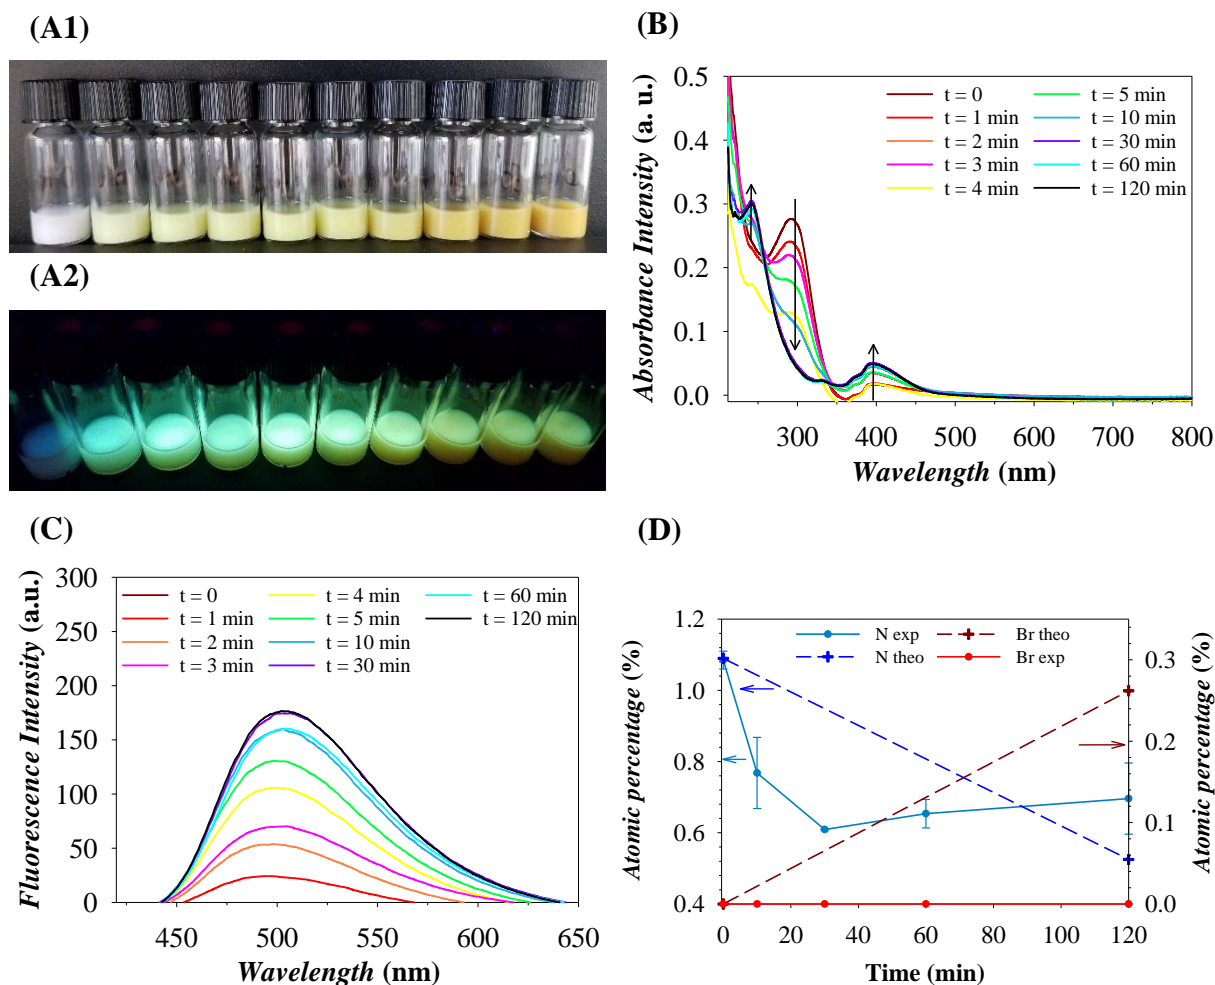 (A1)
(A2)
(B)
Absorbance Intensity (a. u.)
0.5
0.4
0.3
0.2
0.1
0.0
t = 0
t = 1 min
t = 2 min
t = 3 min
t = 4 min
t = 5 min
t = 10 min
t = 30 min
t = 60 min
t = 120 min
300 400 500 600 700 800
Wavelength (nm)
(C)
Fluorescence Intensity (a.u.)
300
250
200
150
100
50
0
t = 0
t = 1 min
t = 2 min
t = 3 min
t = 4 min
t = 5 min
t = 10 min
t = 30 min
t = 60 min
t = 120 min
450 500 550 600 650
Wavelength (nm)
(D)
Atomic percentage (%)
1.2
1.0
0.8
0.6
0.4
N exp
N theo
Br theo
Br exp
0.3
0.2
0.1
0.0
Atomic percentage (%)
0 20 40 60 80 100 120
Time (min)